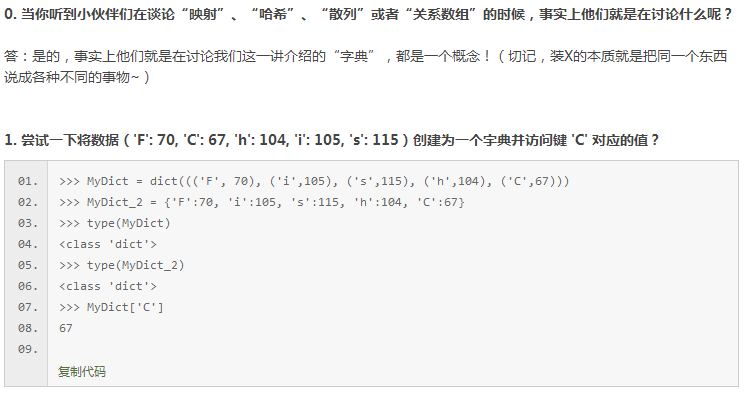 0. 当你听到小伙伴们在谈论“映射”、“哈希”、“散列”或者“关系数组”的时候，事实上他们就是在讨论什么呢？
答：是的，事实上他们就是在讨论我们这一讲介绍的“字典”，都是一个概念！（切记，装X的本质就是把同一个东西
说成各种不同的事物~）
1. 尝试一下将数据（'F': 70, 'C': 67, 'h': 104, 'i': 105, 's': 115）创建为一个字典并访问键 'C' 对应的值？
01. >>> MyDict = dict((('F', 70), ('i',105), ('s',115), ('h',104), ('C',67)))
02. >>> MyDict_2 = {'F':70, 'i':105, 's':115, 'h':104, 'C':67}
03. >>> type(MyDict)
04. <class 'dict'>
05. >>> type(MyDict_2)
06. <class 'dict'>
07. >>> MyDict['C']
08. 67
09.
复制代码